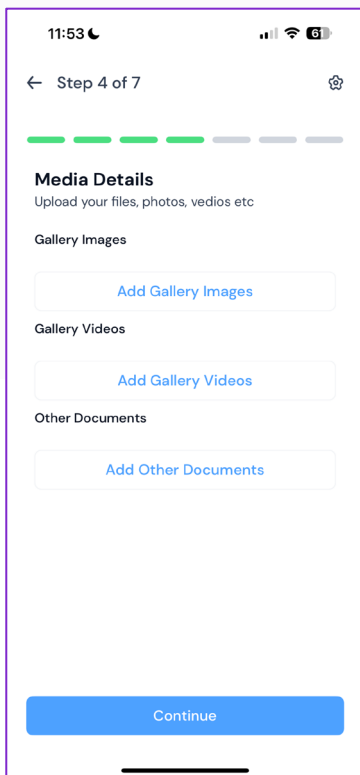 11:53
61
Step 4 of 7
Media Details
Upload your files, photos, vedios etc
Gallery Images
Add Gallery Images
Gallery Videos
Add Gallery Videos
Other Documents
Add Other Documents
Continue